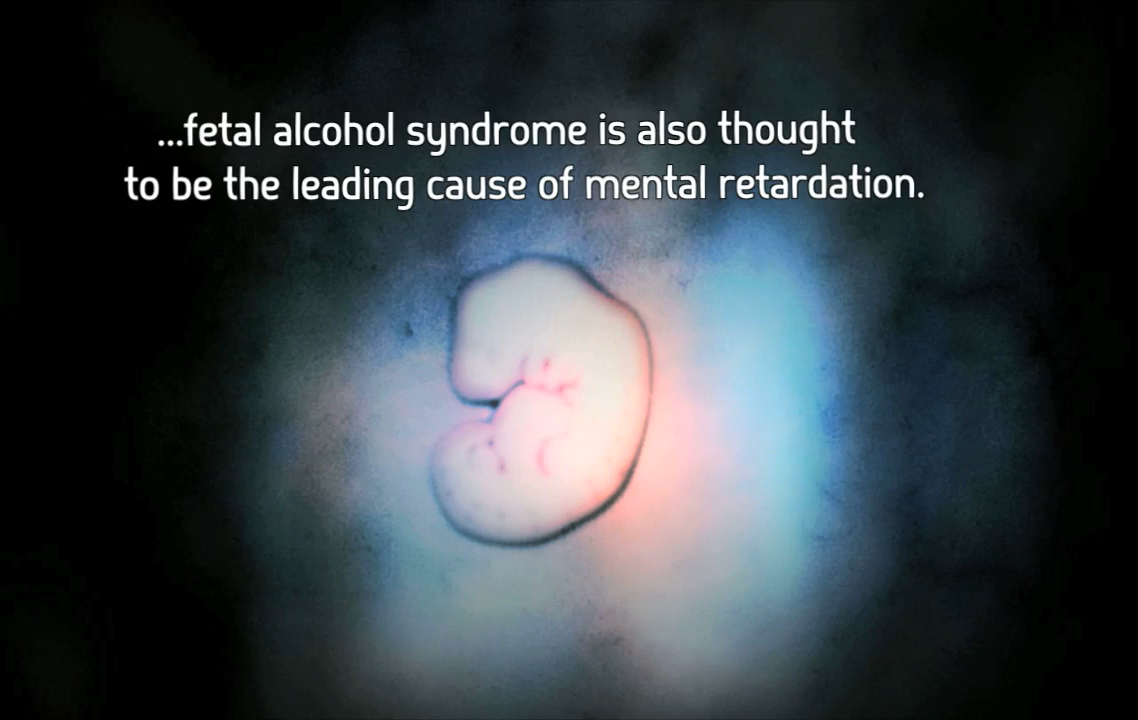 ...fetal alcohol syndrome is also thought
to be the leading cause of mental retardation.